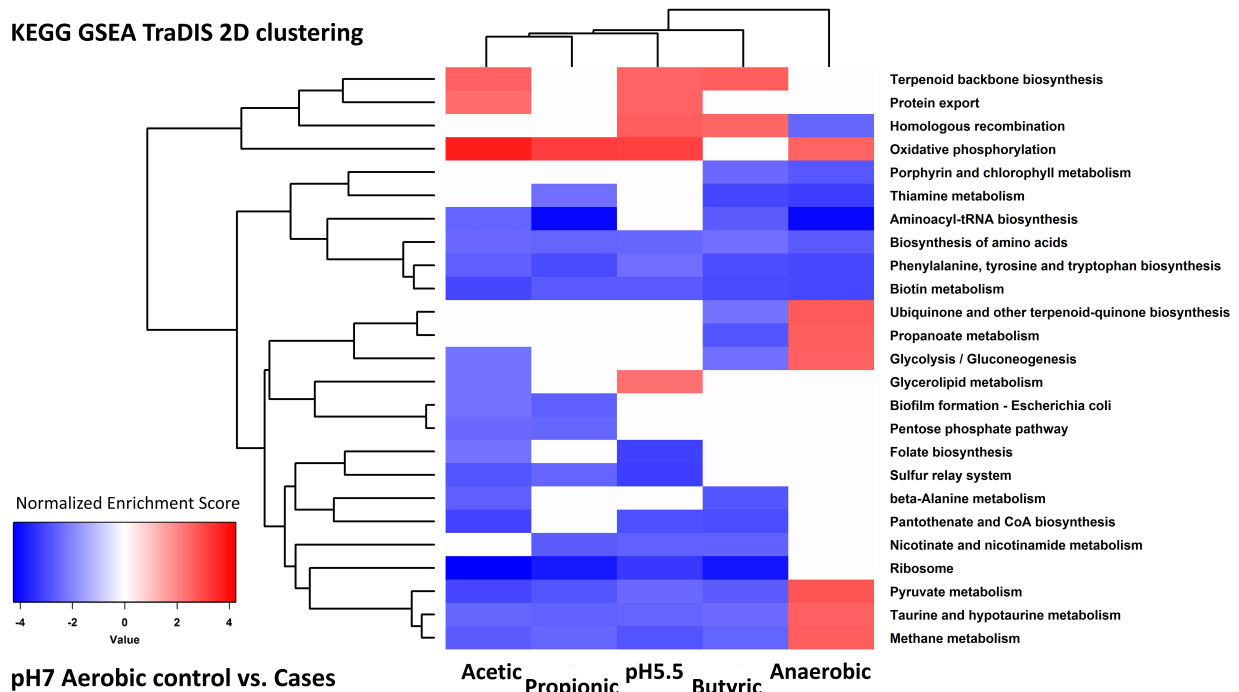 KEGG GSEA TraDIS 2D clustering
Terpenoid backbone biosynthesis
Protein export
Homologous recombination
Oxidative phosphorylation
Porphyrin and chlorophyll metabolism
Thiamine metabolism
Aminoacyl-tRNA biosynthesis
Biosynthesis of amino acids
Phenylalanine, tyrosine and tryptophan biosynthesis
Biotin metabolism
Ubiquinone and other terpenoid-quinone biosynthesis
Propanoate metabolism
Glycolysis / Gluconeogenesis
Glycerolipid metabolism
Biofilm formation - Escherichia coli
Pentose phosphate pathway
Folate biosynthesis
Sulfur relay system
beta-Alanine metabolism
Pantothenate and CoA biosynthesis
Nicotinate and nicotinamide metabolism
Ribosome
Pyruvate metabolism
Taurine and hypotaurine metabolism
Methane metabolism
Normalized Enrichment Score
-4 -2 0 2 4
Value
pH7 Aerobic control vs. Cases
Acetic Propionic pH5.5 Butyric Anaerobic